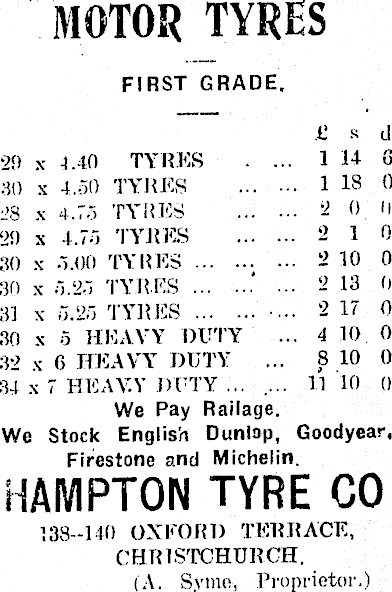 MOTOR TYRES
FIRST GRADE.
£ s d
29 x 4.40 TYRES . ... 1 14 6
30 x 4.50 TYRES ... ... 1 18 0
28 x 4.75 TYRES ... ... 2 0 0
29 x 4.75 TYRES ... ... 2 1 0
30 x 5.00 TYRES ... ... ... 2 10 0
30 x 5.25 TYRES ... ... ... 2 13 0
31 x 5.25 TYRES ... ... ... 2 17 0
30 x 5 HEAVY DUTY ... 4 10 0
32 x 6 HEAVY DUTY ... 8 10 0
34 x 7 HEAVY DUTY ... ... 11 10 0
We Pay Railage.
We Stock English Dunlop, Goodyear,
Firestone and Michelin.
HAMPTON TYRE CO
138--140 OXFORD TERRACE,
CHRISTCHURCH.
(A. Syme, Proprietor.)